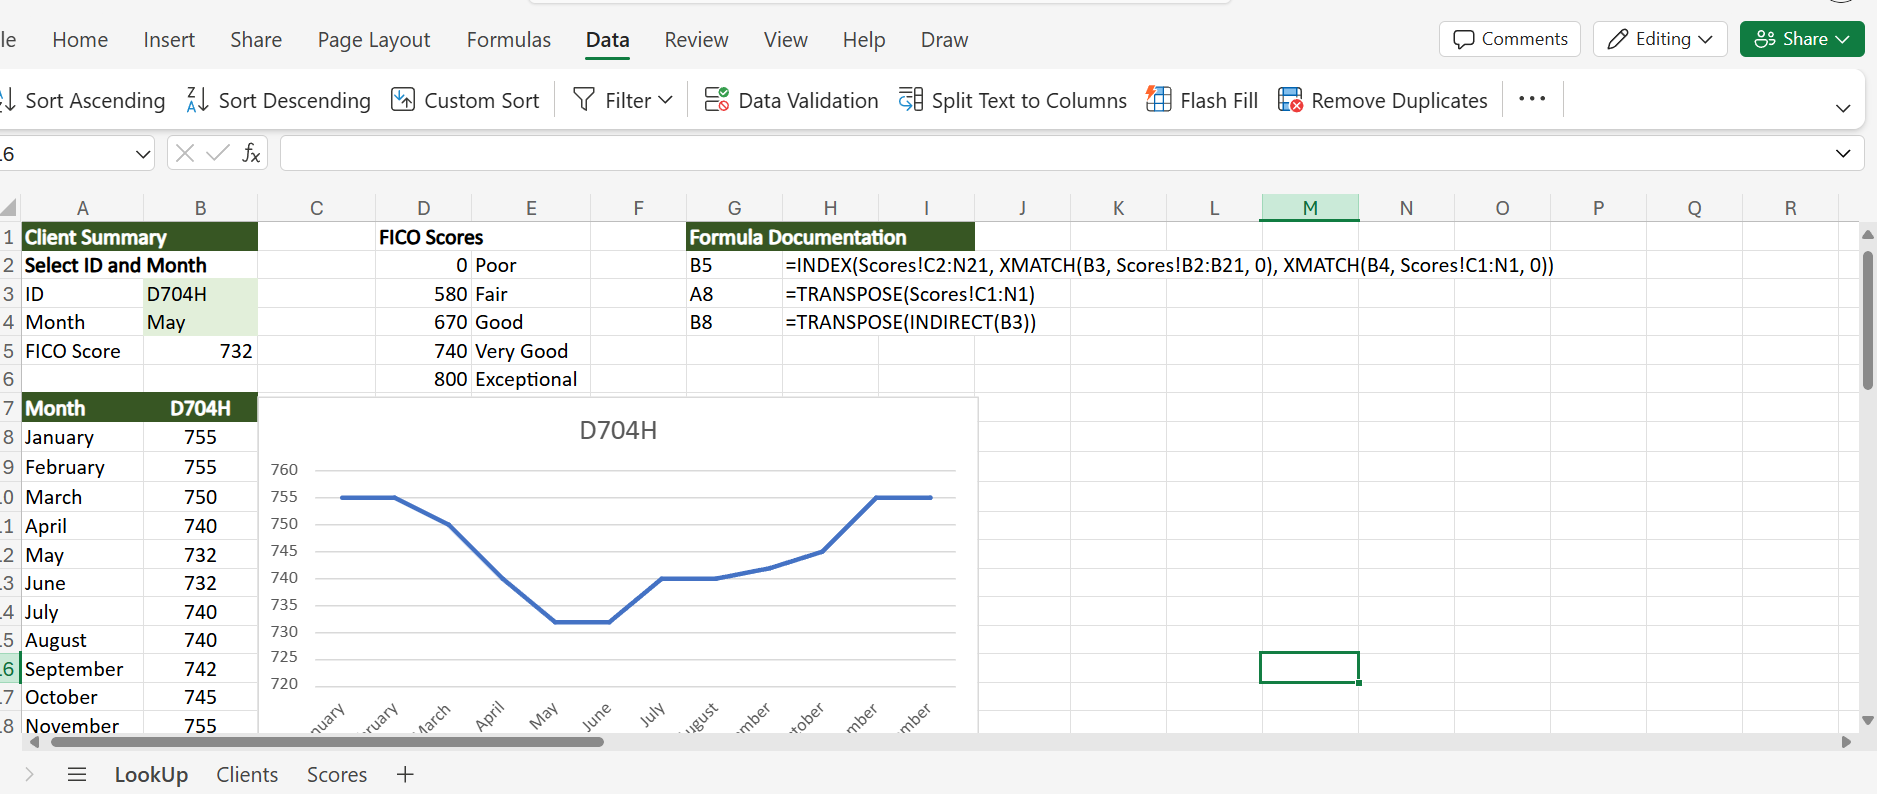 le Home Insert Share Page Layout Formulas Data Review View Help Draw Comments Editing Share
Sort Ascending Sort Descending Custom Sort Filter Data Validation Split Text to Columns Flash Fill Remove Duplicates ...
6 fx
A B C D E F G H I J K L M N O P Q R
1 Client Summary FICO Scores Formula Documentation
2 Select ID and Month 0 Poor B5 =INDEX(Scores!C2:N21, XMATCH(B3, Scores!B2:B21, 0), XMATCH(B4, Scores!C1:N1, 0))
3 ID D704H 580 Fair A8 =TRANSPOSE(Scores!C1:N1)
4 Month May 670 Good B8 =TRANSPOSE(INDIRECT(B3))
5 FICO Score 732 740 Very Good
6 800 Exceptional
7 Month D704H
8 January 755
9 February 755
0 March 750
1 April 740
2 May 732
3 June 732
4 July 740
5 August 740
6 September 742
7 October 745
8 November 755
D704H
760
755
750
745
740
735
730
725
720
nuary ruary March April May June July ugust mber tober mber mber
LookUp Clients Scores +